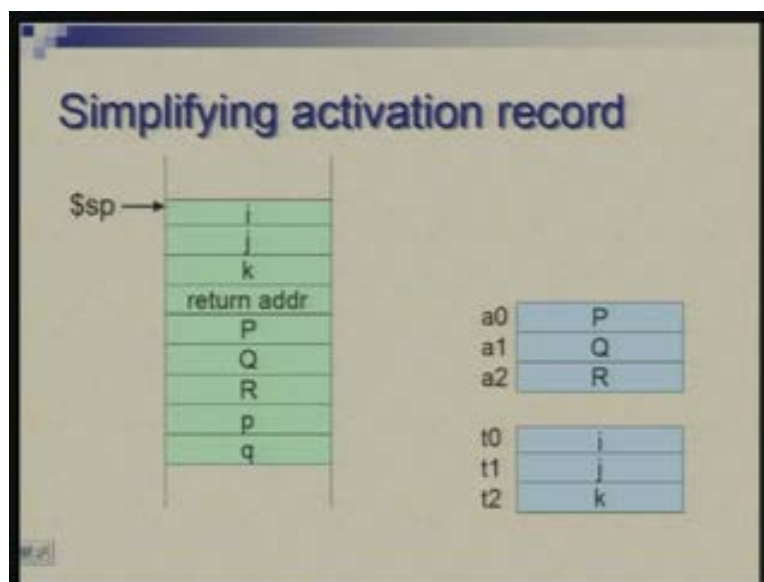 Simplifying activation record
$sp
i
j
k
return addr
P
Q
R
p
q
a0 P
a1 Q
a2 R
t0 i
t1 j
t2 k